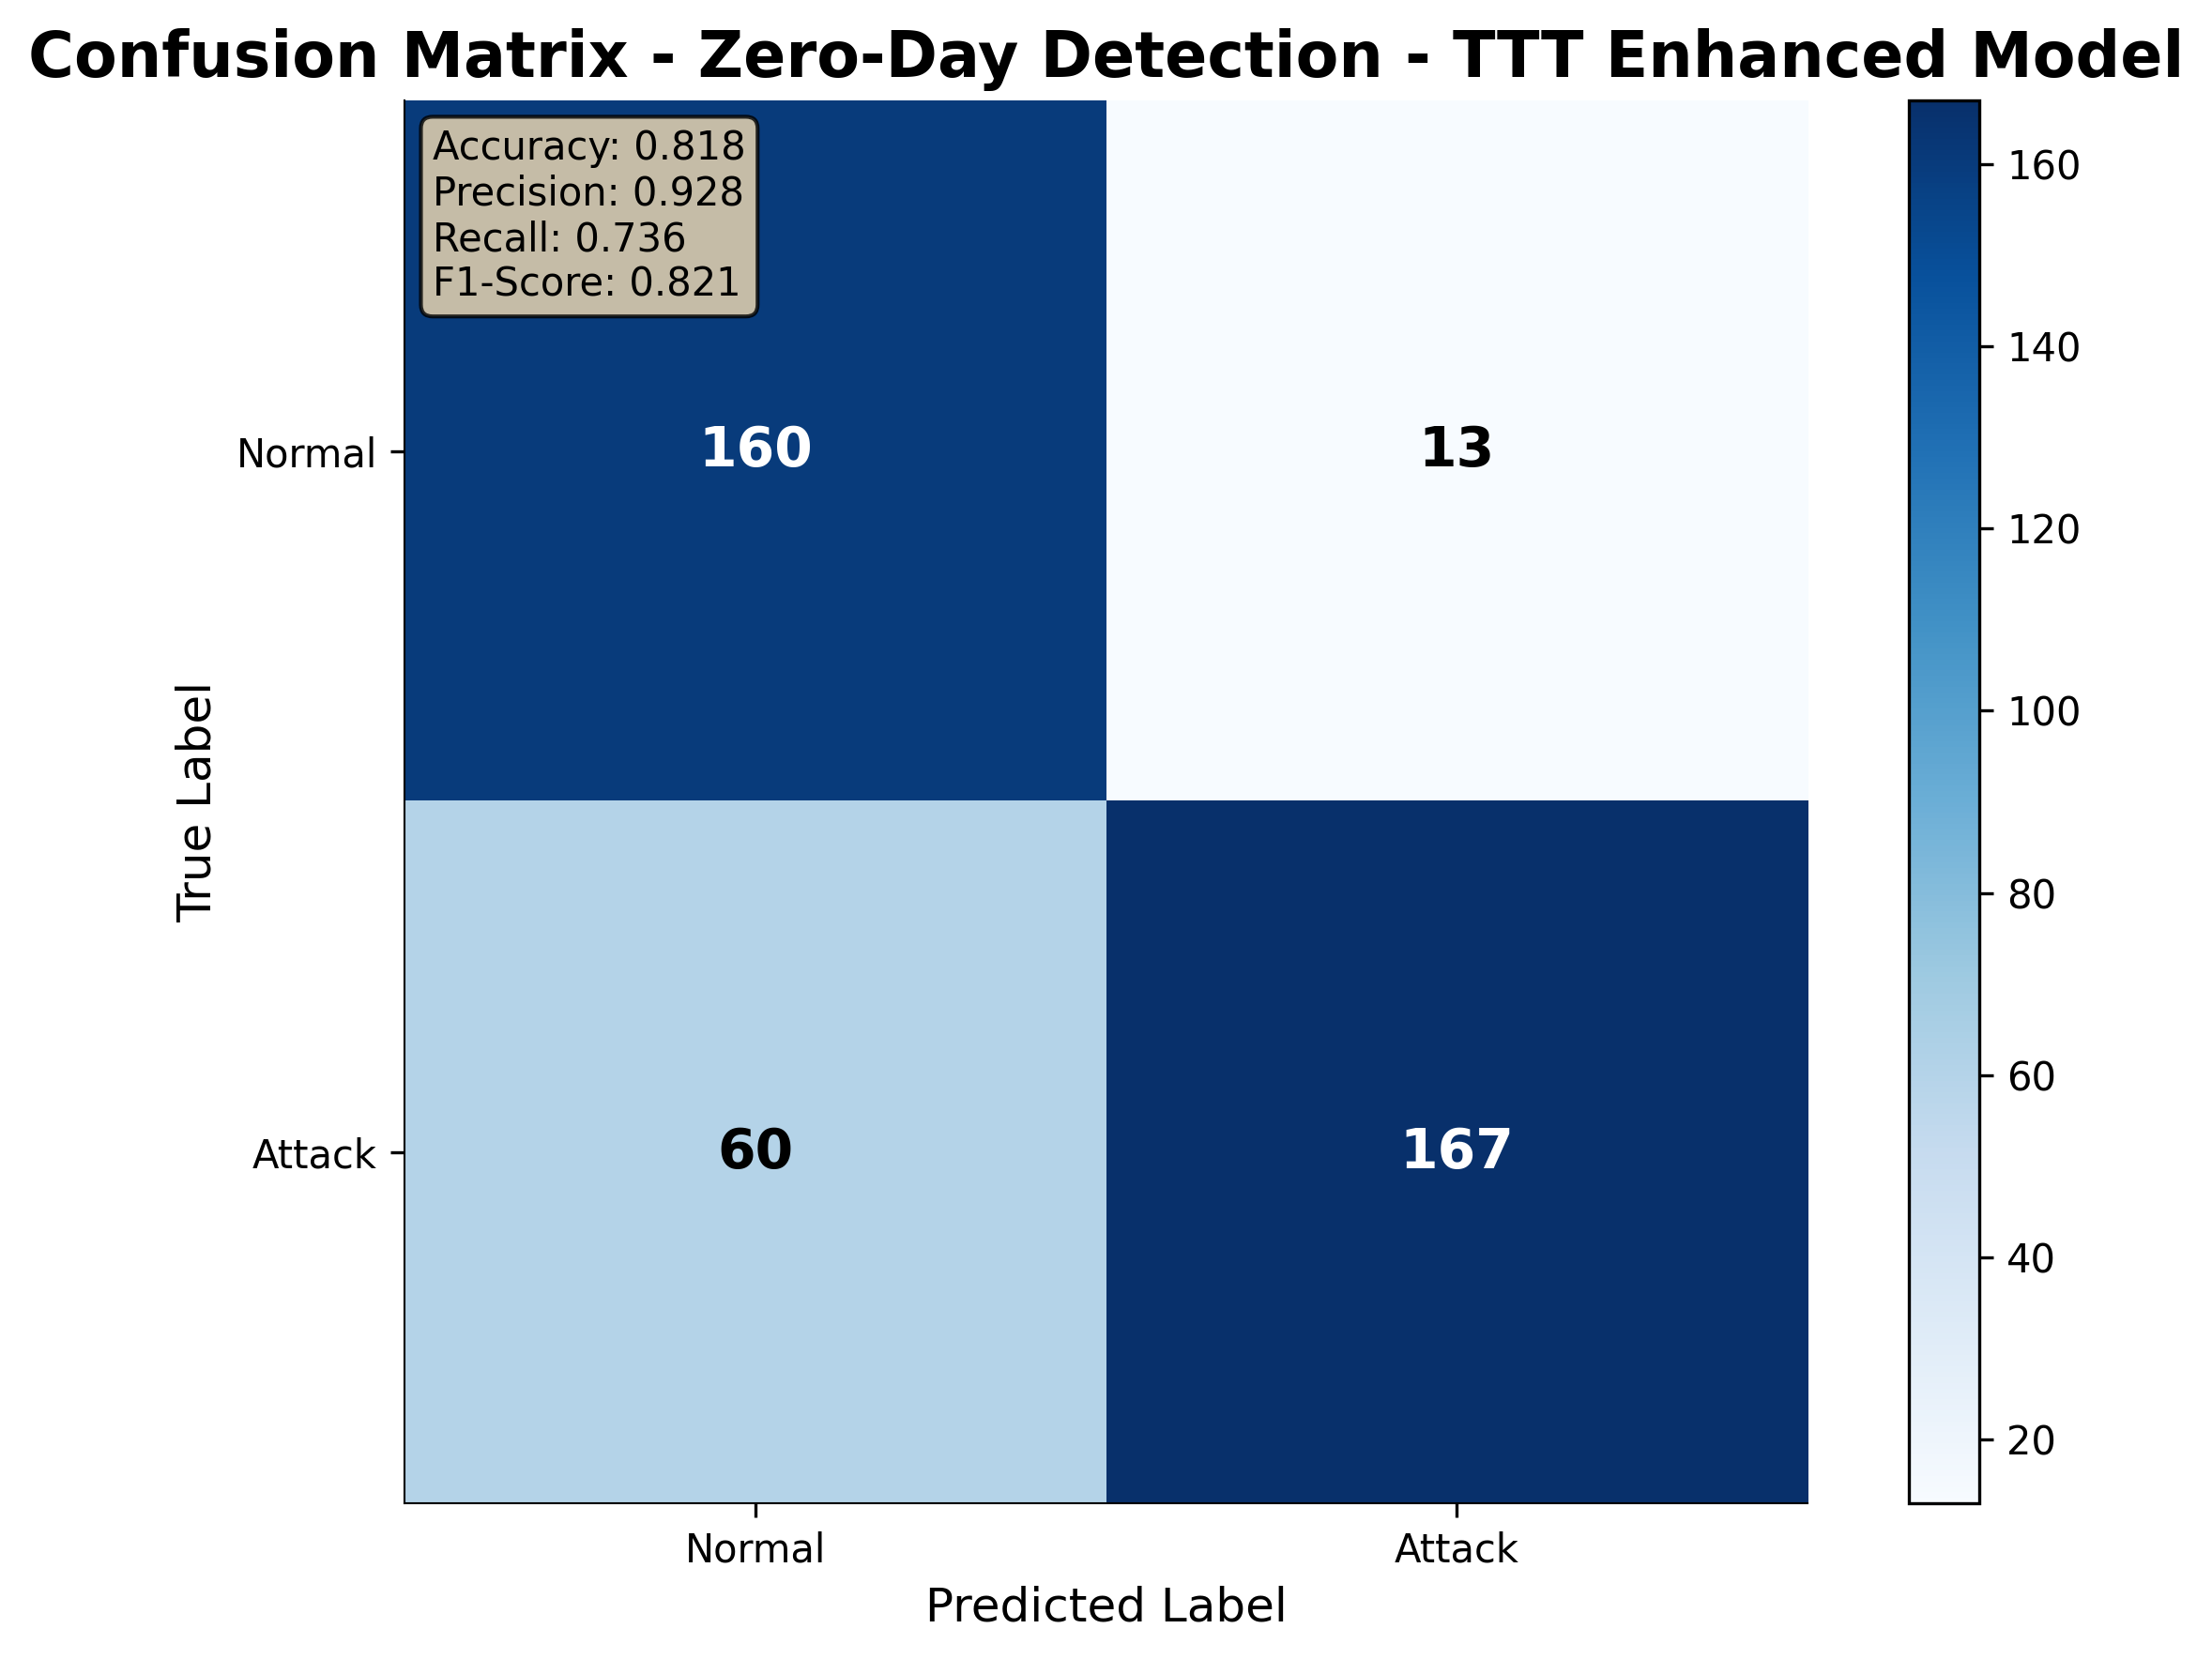 Confusion Matrix - Zero-Day Detection - TTT Enhanced Model
Accuracy: 0.818
Precision: 0.928
Recall: 0.736
F1-Score: 0.821
160
13
60
167
Normal
Attack
True Label
Normal
Attack
Predicted Label
160
140
120
100
80
60
40
20